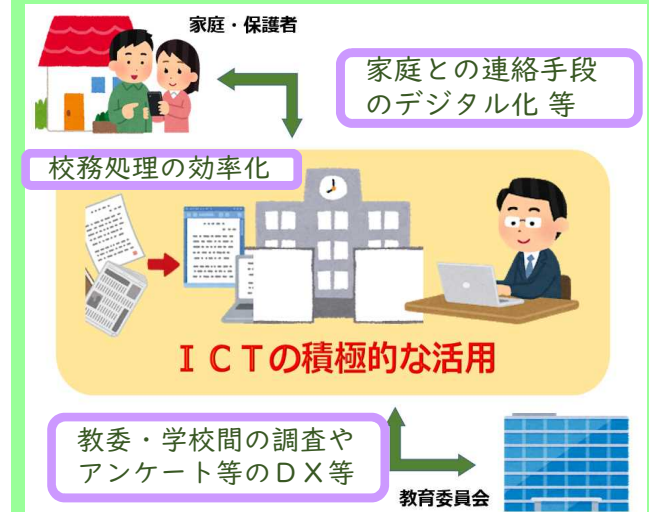 家庭・保護者
家庭との連絡手段
のデジタル化 等
校務処理の効率化
ＩＣＴの積極的な活用
教委・学校間の調査や
アンケート等のＤＸ等
教育委員会